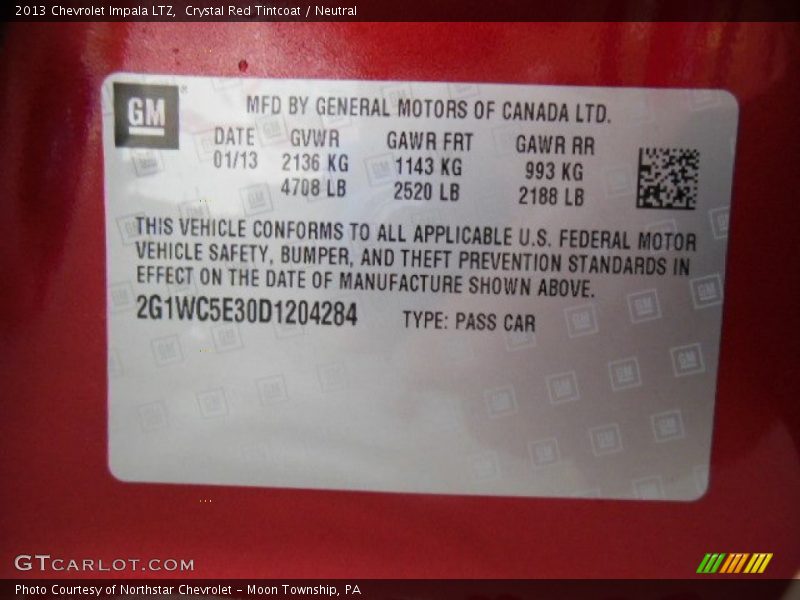 2013 Chevrolet Impala LTZ,  Crystal Red Tintcoat / Neutral
GM ®
MFD BY GENERAL MOTORS OF CANADA LTD.
DATE GVWR GAWR FRT GAWR RR
01/13 2136 KG 1143 KG 993 KG
4708 LB 2520 LB 2188 LB
THIS VEHICLE CONFORMS TO ALL APPLICABLE U.S. FEDERAL MOTOR
VEHICLE SAFETY, BUMPER, AND THEFT PREVENTION STANDARDS IN
EFFECT ON THE DATE OF MANUFACTURE SHOWN ABOVE.
2G1WC5E30D1204284 TYPE: PASS CAR
GTCARLOT.COM
Photo Courtesy of Northstar Chevrolet - Moon Township, PA